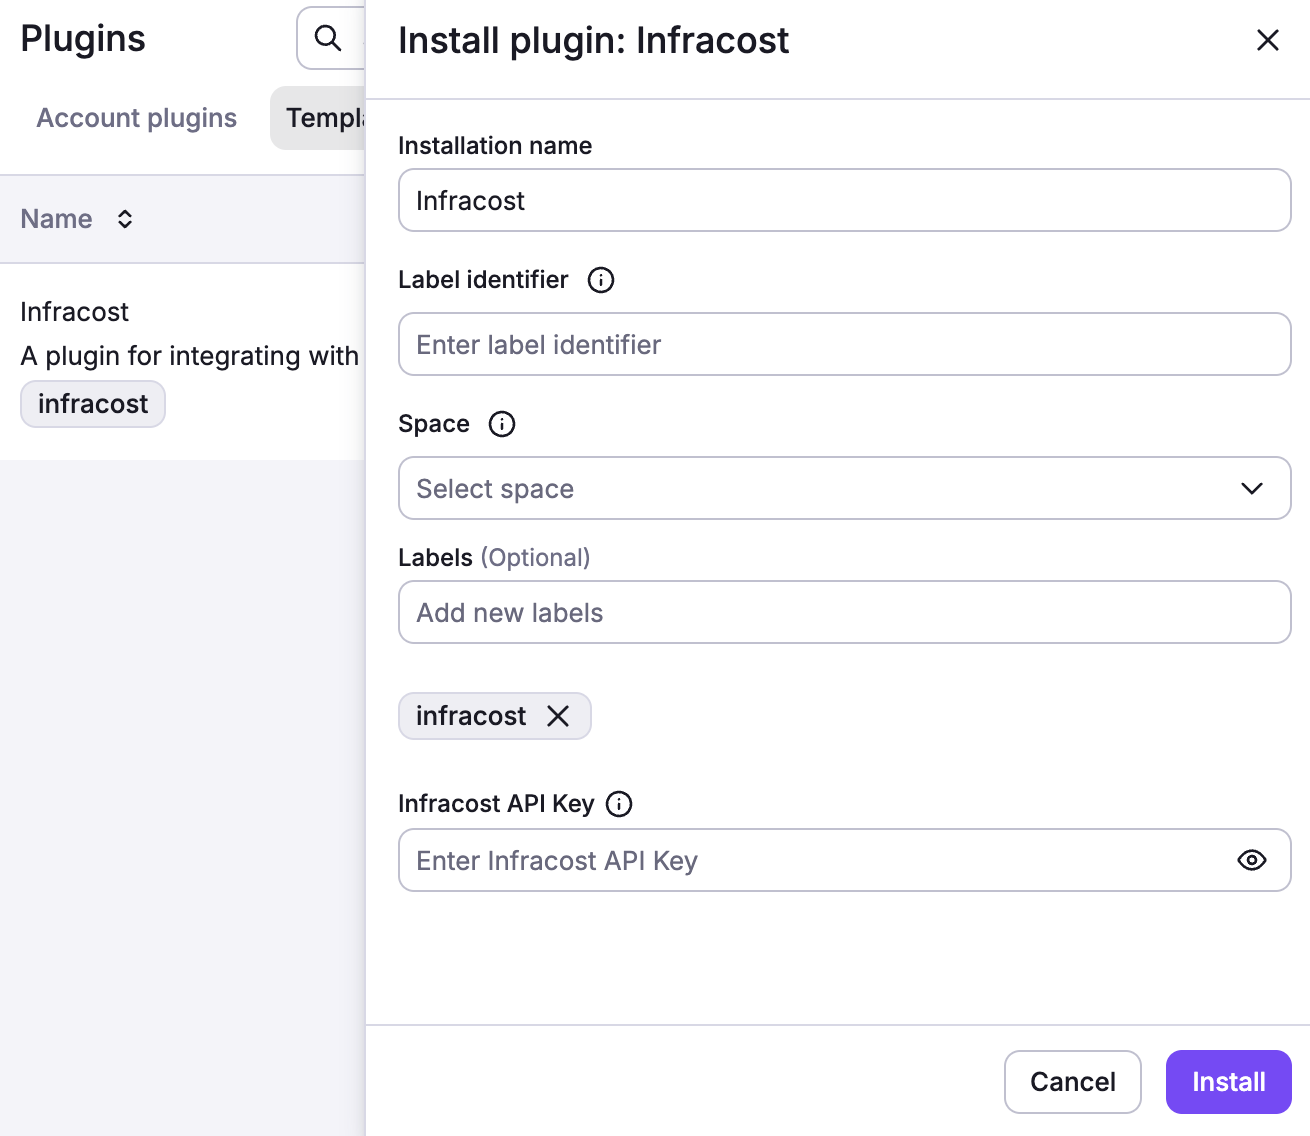 Plugins
Account plugins
Name
Infracost
A plugin for integrating with
infracost
Install plugin: Infracost
Installation name
Infracost
Label identifier
Enter label identifier
Space
Select space
Labels (Optional)
Add new labels
infracost
Infracost API Key
Enter Infracost API Key
Cancel
Install